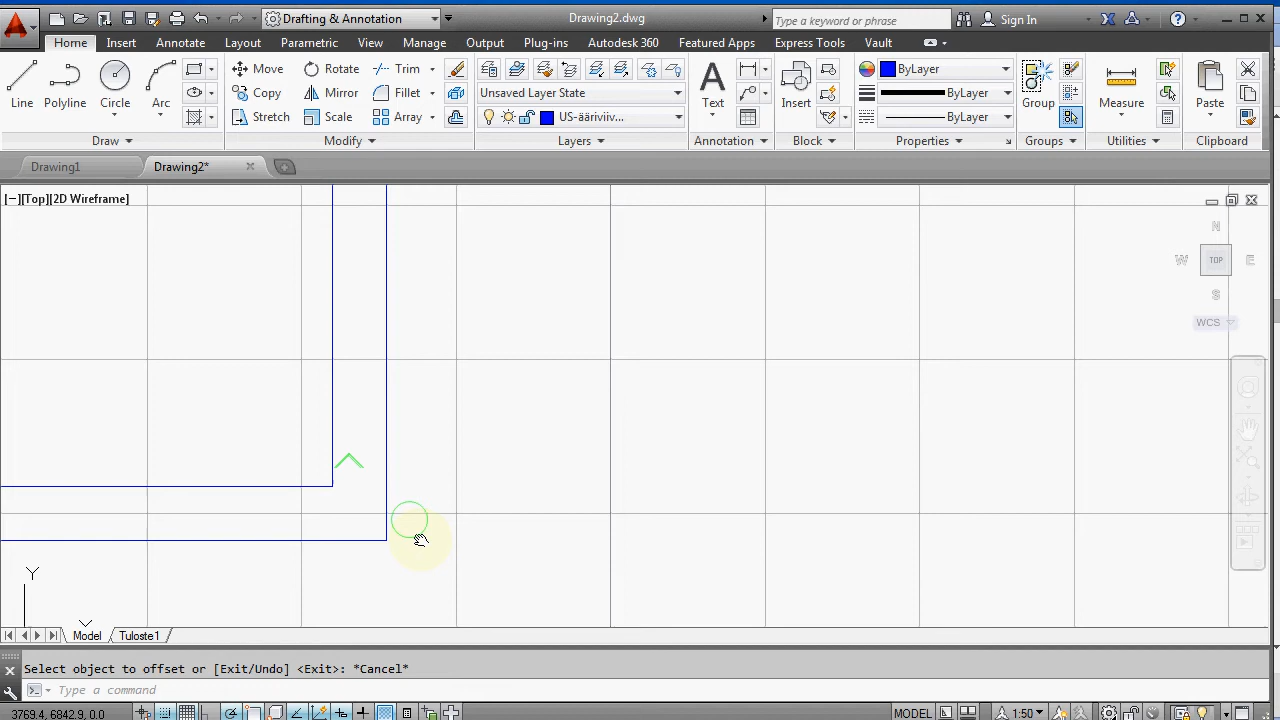 Drafting & Annotation
Drawing2.dwg
Type a keyword or phrase
Sign In
Home Insert Annotate Layout Parametric View Manage Output Plug-ins Autodesk 360 Featured Apps Express Tools Vault
Line Polyline Circle Arc
Draw
Move Rotate Trim
Copy Mirror Fillet
Stretch Scale Array
Modify
Unsaved Layer State
US-ääriviiv...
Layers
Text
Annotation
Insert
Block
ByLayer
ByLayer
ByLayer
Properties
Group
Groups
Measure
Utilities
Paste
Clipboard
Drawing1 Drawing2*
[−][Top][2D Wireframe]
N
W TOP E
S
WCS
Y
Model Tuloste1
Select object to offset or [Exit/Undo] <Exit>: *Cancel*
Type a command
3769.4, 6842.9, 0.0
MODEL
1:50